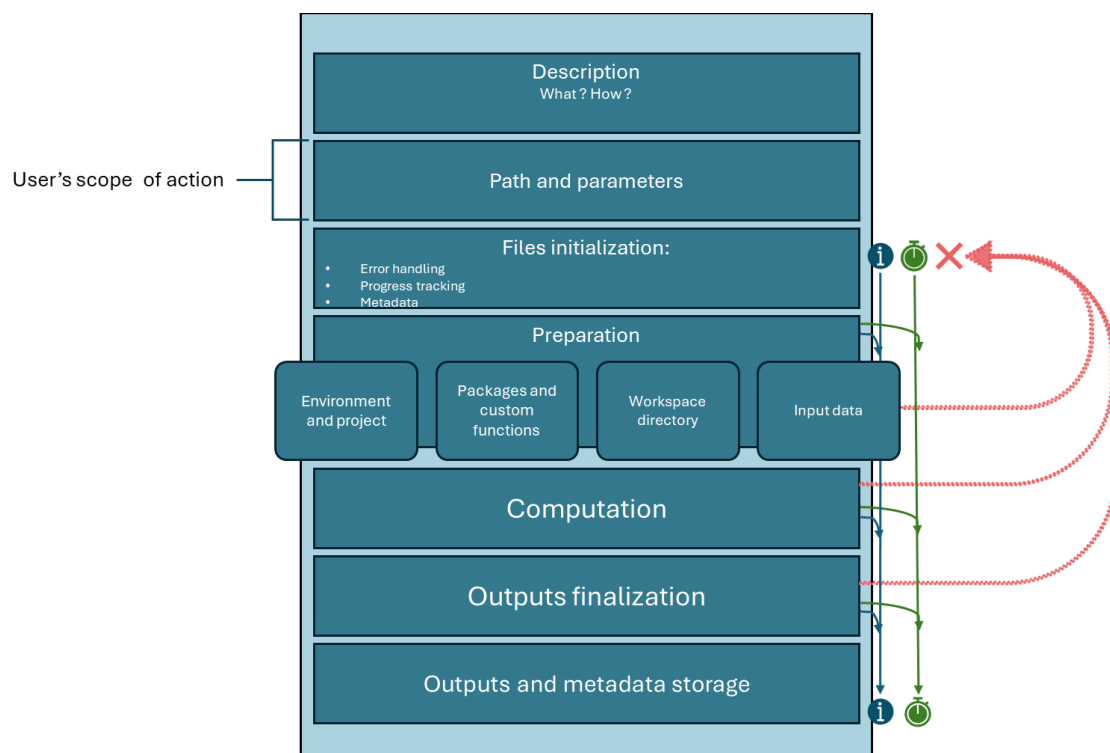 Description
What ? How ?
User's scope of action
Path and parameters
Files initialization:
• Error handling
• Progress tracking
• Metadata
Preparation
Environment
and project
Packages and
custom
functions
Workspace
directory
Input data
Computation
Outputs finalization
Outputs and metadata storage